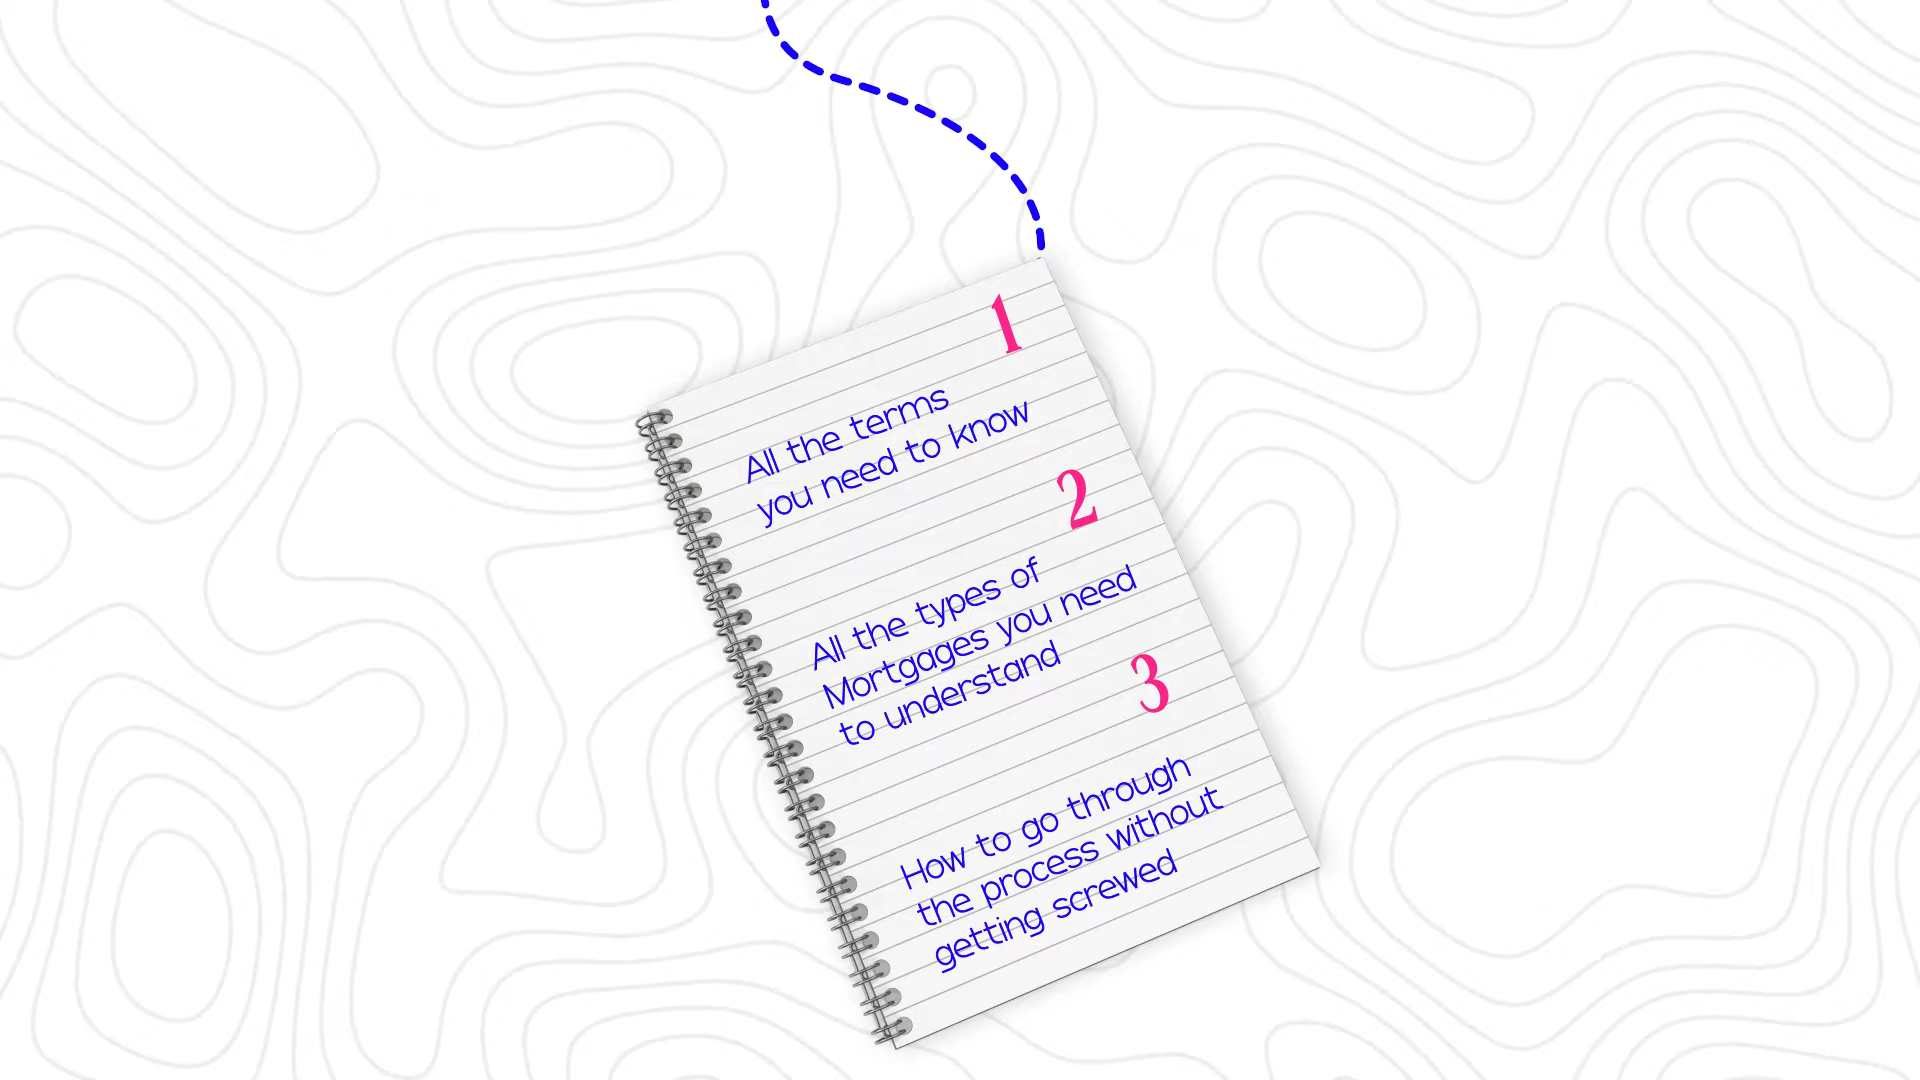 1
All the terms
you need to know
2
All the types of
Mortgages you need
to understand
3
How to go through
the process without
getting screwed